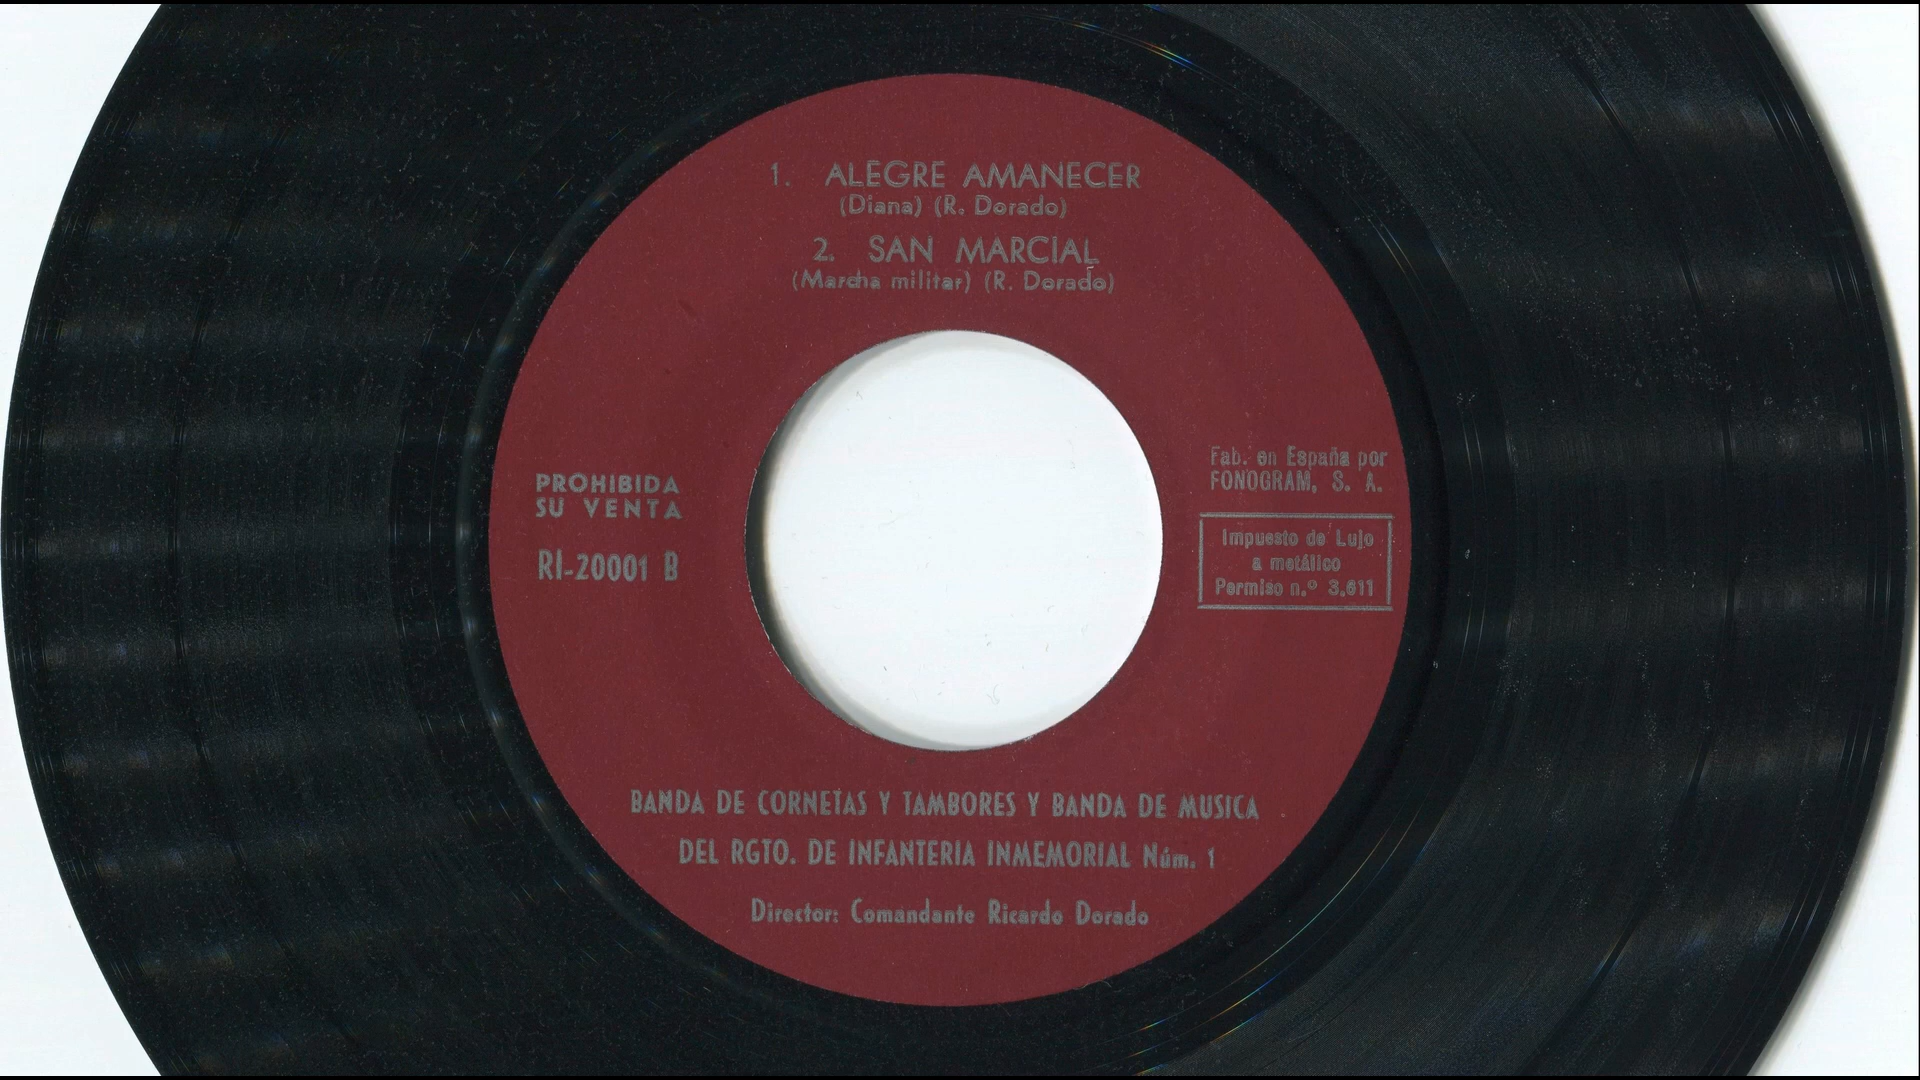 1. ALEGRE AMANECER
(Diana) (R. Dorado)
2. SAN MARCIAL
(Marcha militar) (R. Dorado)
PROHIBIDA
SU VENTA
RI-20001 B
Fab. en España por
FONOGRAM, S. A.
Impuesto de Lujo
a metálico
Permiso n.º 3.611
BANDA DE CORNETAS Y TAMBORES Y BANDA DE MUSICA
DEL RGTO. DE INFANTERIA INMEMORIAL Núm. 1
Director: Comandante Ricardo Dorado